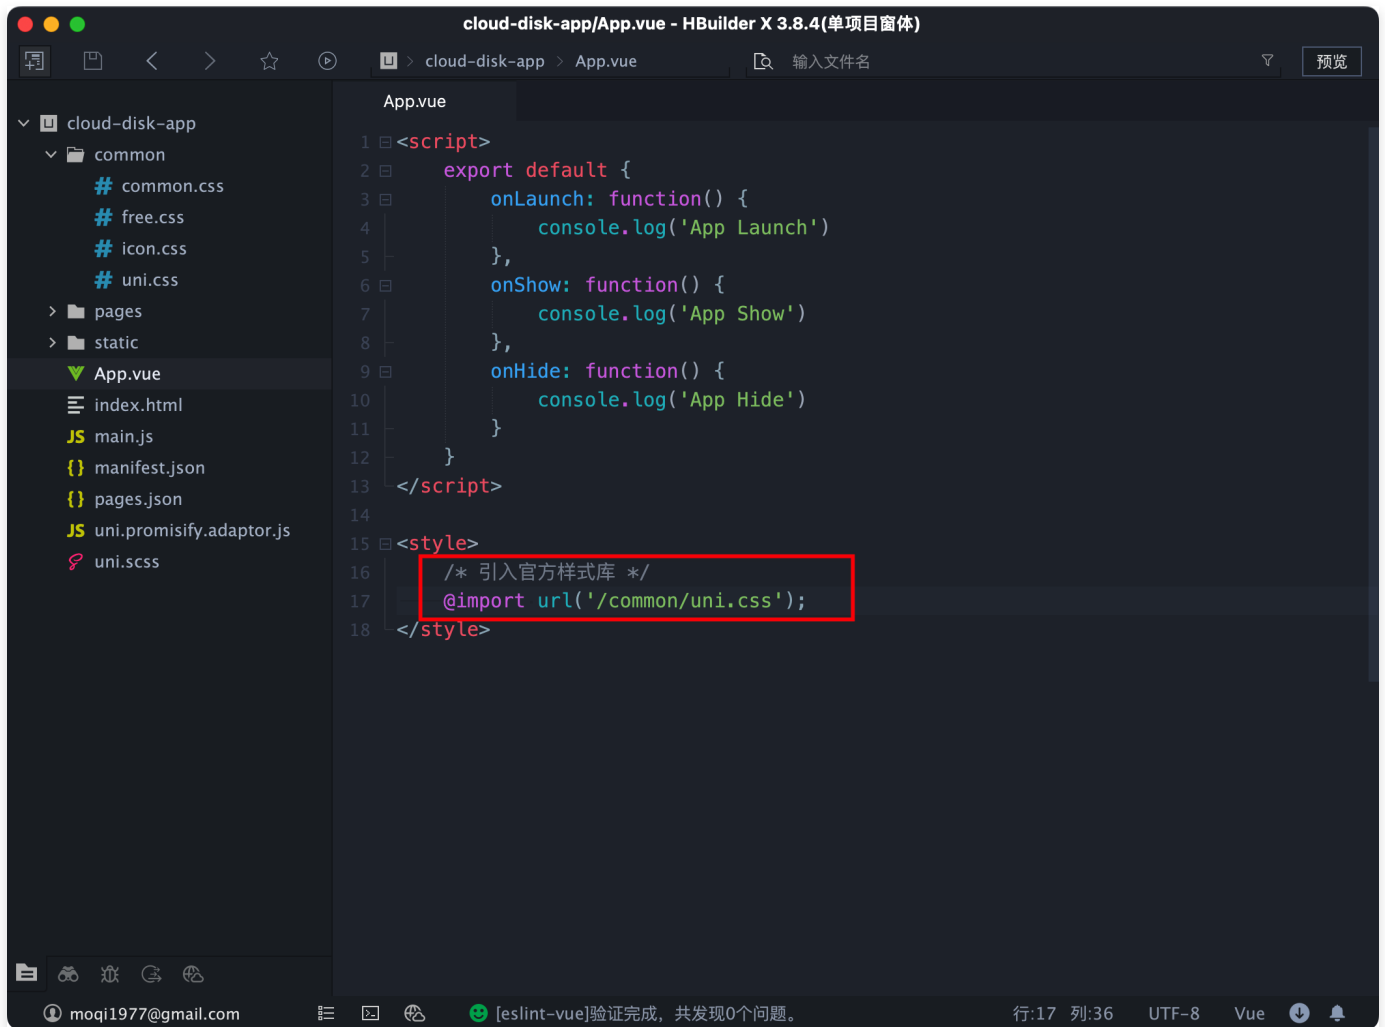 cloud-disk-app/App.vue - HBuilder X 3.8.4(单项目窗体)
cloud-disk-app > App.vue
输入文件名
预览
cloud-disk-app
common
common.css
free.css
icon.css
uni.css
pages
static
App.vue
index.html
JS main.js
{} manifest.json
{} pages.json
JS uni.promisify.adaptor.js
uni.scss
App.vue
1 <script>
2 export default {
3 onLaunch: function() {
4 console.log('App Launch')
5 },
6 onShow: function() {
7 console.log('App Show')
8 },
9 onHide: function() {
10 console.log('App Hide')
11 }
12 }
13 </script>
14
15 <style>
16 /* 引入官方样式库 */
17 @import url('/common/uni.css');
18 </style>
moqi1977@gmail.com
[eslint-vue]验证完成，共发现0个问题。
行:17 列:36
UTF-8
Vue